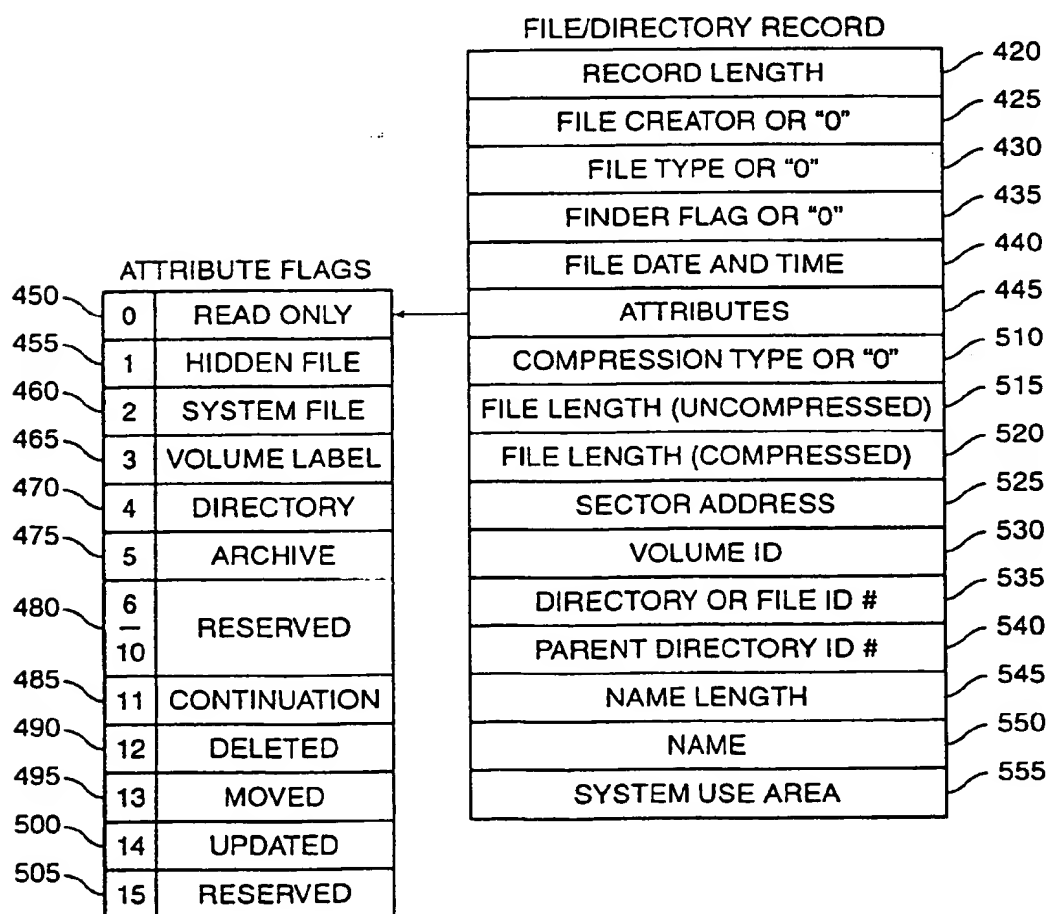 FILE/DIRECTORY RECORD
RECORD LENGTH 420
FILE CREATOR OR “0” 425
FILE TYPE OR “0” 430
FINDER FLAG OR “0” 435
FILE DATE AND TIME 440
ATTRIBUTES 445
COMPRESSION TYPE OR “0” 510
FILE LENGTH (UNCOMPRESSED) 515
FILE LENGTH (COMPRESSED) 520
SECTOR ADDRESS 525
VOLUME ID 530
DIRECTORY OR FILE ID # 535
PARENT DIRECTORY ID # 540
NAME LENGTH 545
NAME 550
SYSTEM USE AREA 555
ATTRIBUTE FLAGS
450 0 READ ONLY
455 1 HIDDEN FILE
460 2 SYSTEM FILE
465 3 VOLUME LABEL
470 4 DIRECTORY
475 5 ARCHIVE
480 6 — 10 RESERVED
485 11 CONTINUATION
490 12 DELETED
495 13 MOVED
500 14 UPDATED
505 15 RESERVED